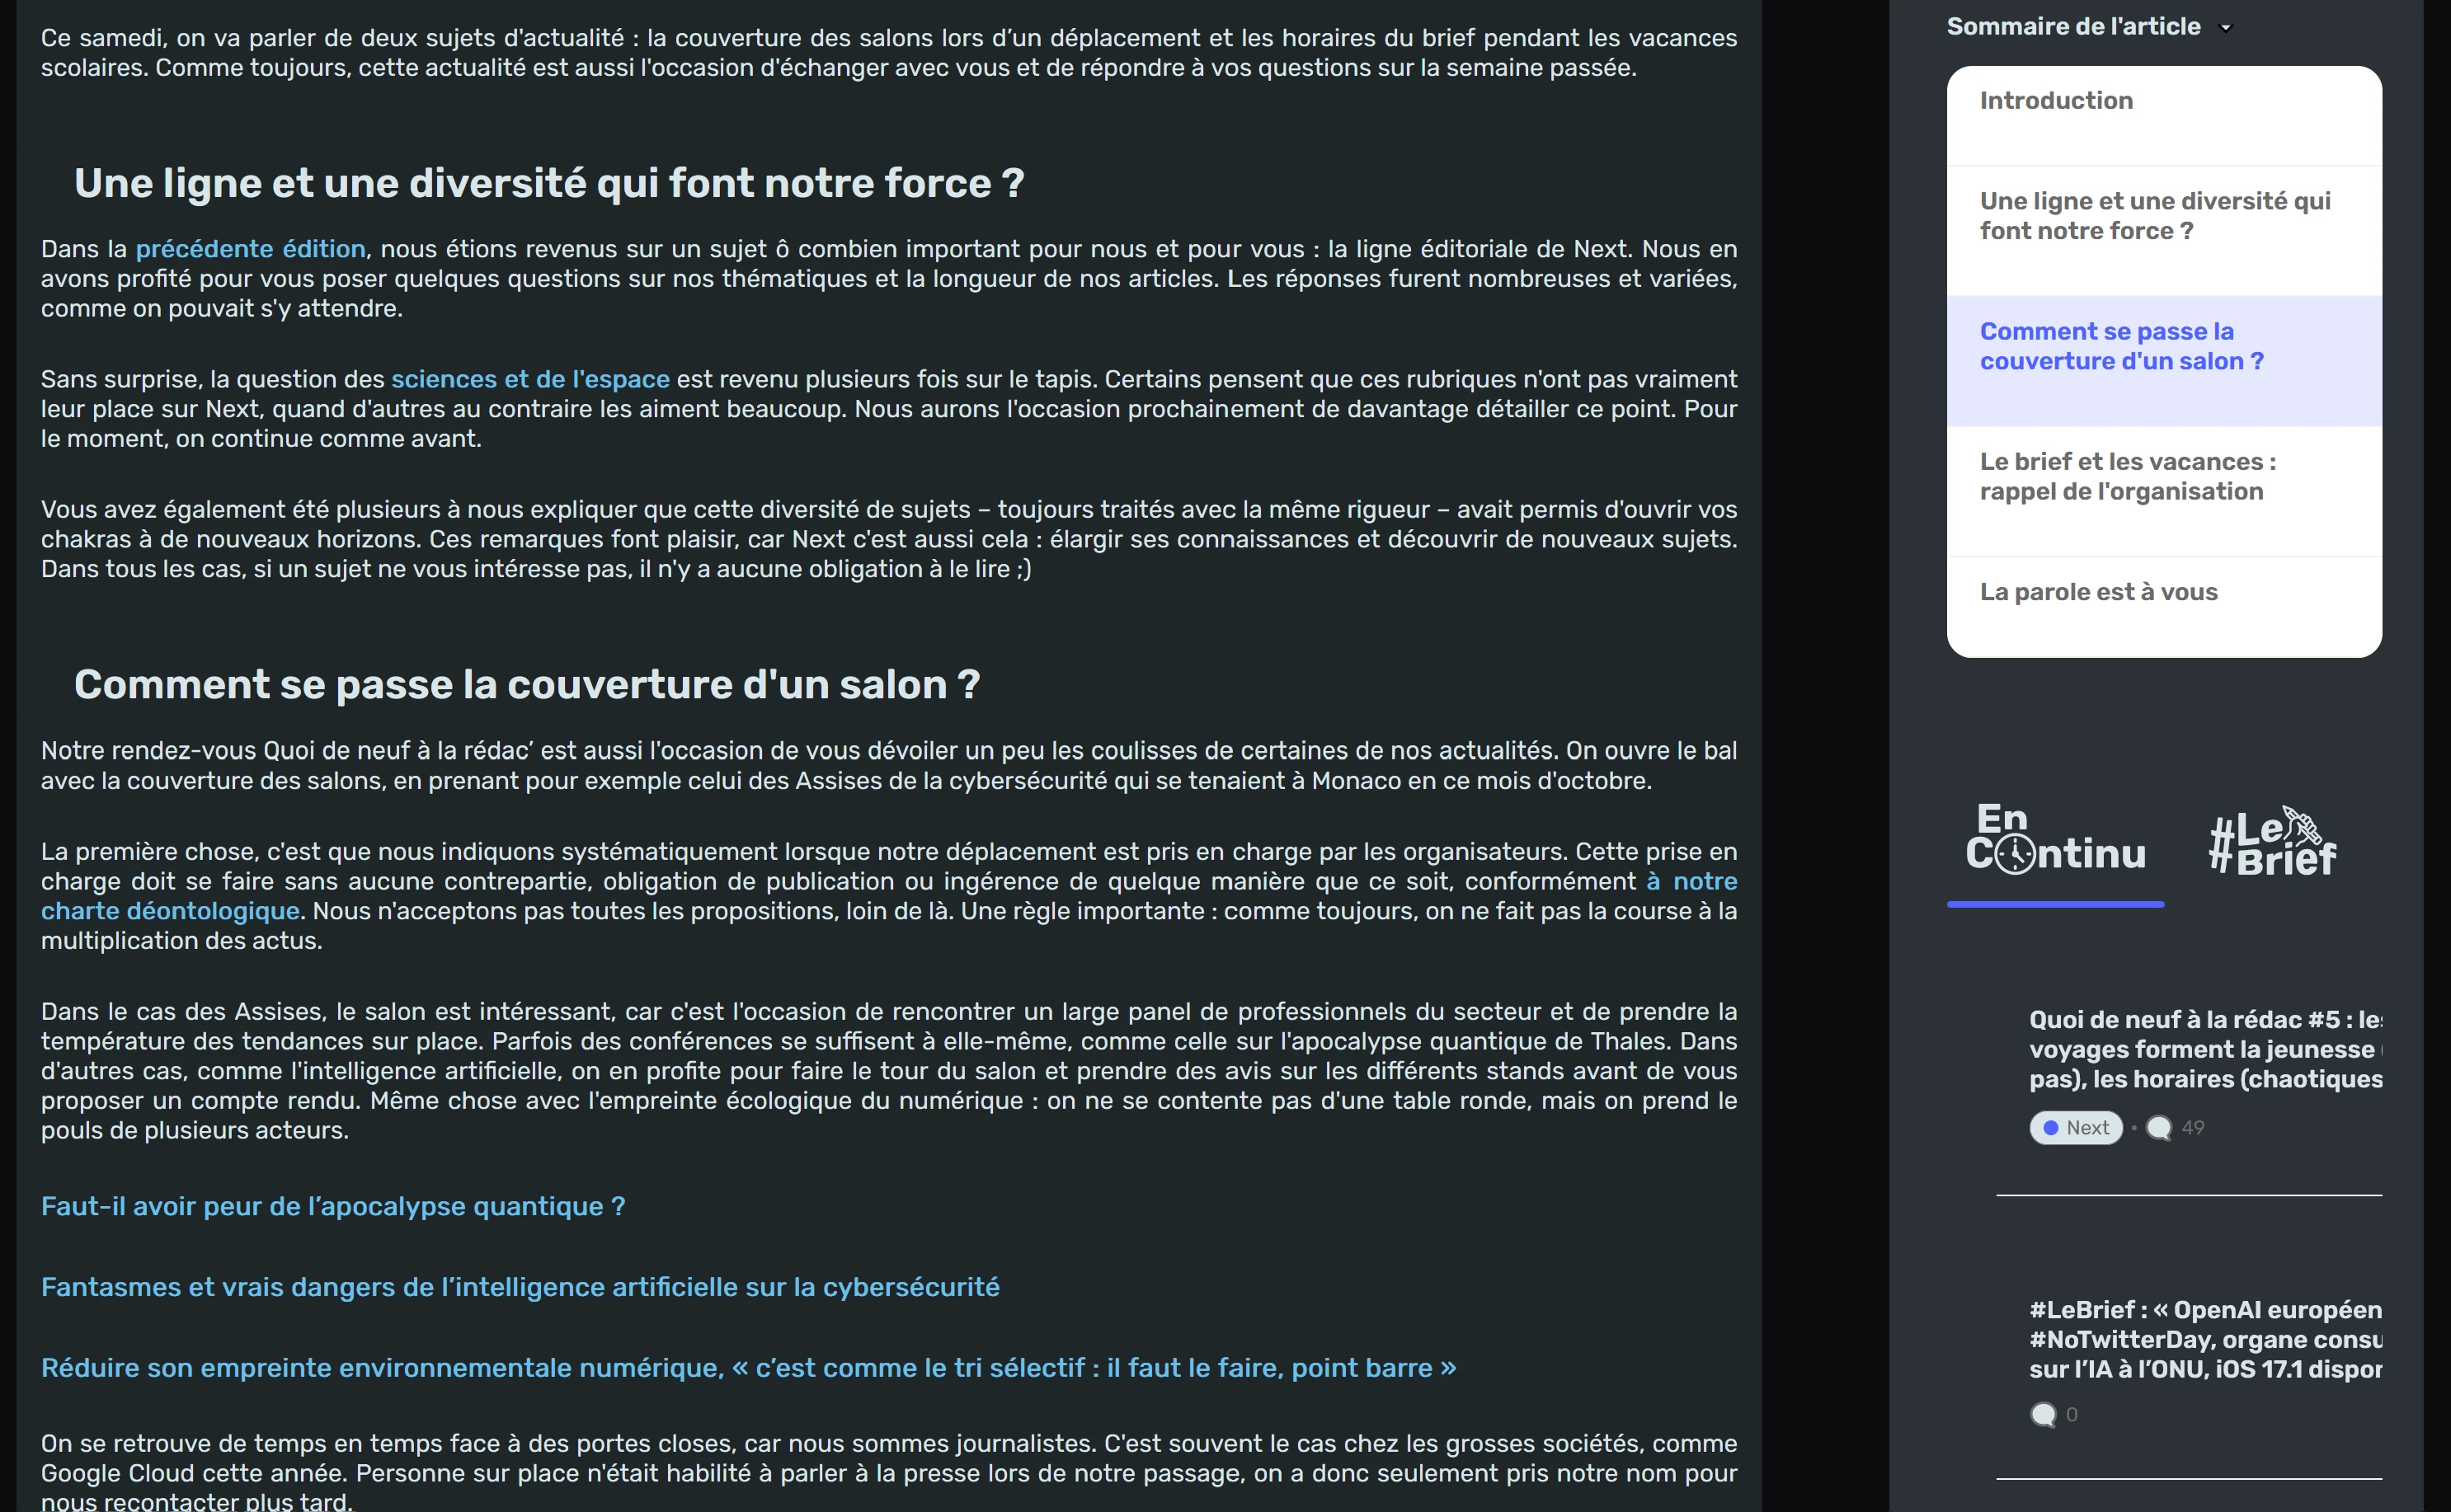 Ce samedi, on va parler de deux sujets d'actualité : la couverture des salons lors d’un déplacement et les horaires du brief pendant les vacances
scolaires. Comme toujours, cette actualité est aussi l'occasion d'échanger avec vous et de répondre à vos questions sur la semaine passée.
Une ligne et une diversité qui font notre force ?
Dans la précédente édition, nous étions revenus sur un sujet ô combien important pour nous et pour vous : la ligne éditoriale de Next. Nous en
avons profité pour vous poser quelques questions sur nos thématiques et la longueur de nos articles. Les réponses furent nombreuses et variées,
comme on pouvait s'y attendre.
Sans surprise, la question des sciences et de l'espace est revenu plusieurs fois sur le tapis. Certains pensent que ces rubriques n'ont pas vraiment
leur place sur Next, quand d'autres au contraire les aiment beaucoup. Nous aurons l'occasion prochainement de davantage détailler ce point. Pour
le moment, on continue comme avant.
Vous avez également été plusieurs à nous expliquer que cette diversité de sujets – toujours traités avec la même rigueur – avait permis d'ouvrir vos
chakras à de nouveaux horizons. Ces remarques font plaisir, car Next c'est aussi cela : élargir ses connaissances et découvrir de nouveaux sujets.
Dans tous les cas, si un sujet ne vous intéresse pas, il n'y a aucune obligation à le lire ;)
Comment se passe la couverture d'un salon ?
Notre rendez-vous Quoi de neuf à la rédac’ est aussi l'occasion de vous dévoiler un peu les coulisses de certaines de nos actualités. On ouvre le bal
avec la couverture des salons, en prenant pour exemple celui des Assises de la cybersécurité qui se tenaient à Monaco en ce mois d'octobre.
La première chose, c'est que nous indiquons systématiquement lorsque notre déplacement est pris en charge par les organisateurs. Cette prise en
charge doit se faire sans aucune contrepartie, obligation de publication ou ingérence de quelque manière que ce soit, conformément à notre
charte déontologique. Nous n'acceptons pas toutes les propositions, loin de là. Une règle importante : comme toujours, on ne fait pas la course à la
multiplication des actus.
Dans le cas des Assises, le salon est intéressant, car c'est l'occasion de rencontrer un large panel de professionnels du secteur et de prendre la
température des tendances sur place. Parfois des conférences se suffisent à elle-même, comme celle sur l'apocalypse quantique de Thales. Dans
d'autres cas, comme l'intelligence artificielle, on en profite pour faire le tour du salon et prendre des avis sur les différents stands avant de vous
proposer un compte rendu. Même chose avec l'empreinte écologique du numérique : on ne se contente pas d'une table ronde, mais on prend le
pouls de plusieurs acteurs.
Faut-il avoir peur de l’apocalypse quantique ?
Fantasmes et vrais dangers de l’intelligence artificielle sur la cybersécurité
Réduire son empreinte environnementale numérique, « c’est comme le tri sélectif : il faut le faire, point barre »
On se retrouve de temps en temps face à des portes closes, car nous sommes journalistes. C'est souvent le cas chez les grosses sociétés, comme
Google Cloud cette année. Personne sur place n'était habilité à parler à la presse lors de notre passage, on a donc seulement pris notre nom pour
nous recontacter plus tard.
Sommaire de l'article
Introduction
Une ligne et une diversité qui
font notre force ?
Comment se passe la
couverture d'un salon ?
Le brief et les vacances :
rappel de l'organisation
La parole est à vous
En
Continu
#Le
Brief
Quoi de neuf à la rédac #5 : les
voyages forment la jeunesse
pas), les horaires (chaotiques
Next • 49
#LeBrief : « OpenAI européen
#NoTwitterDay, organe consu
sur l’IA à l’ONU, iOS 17.1 dispor
0